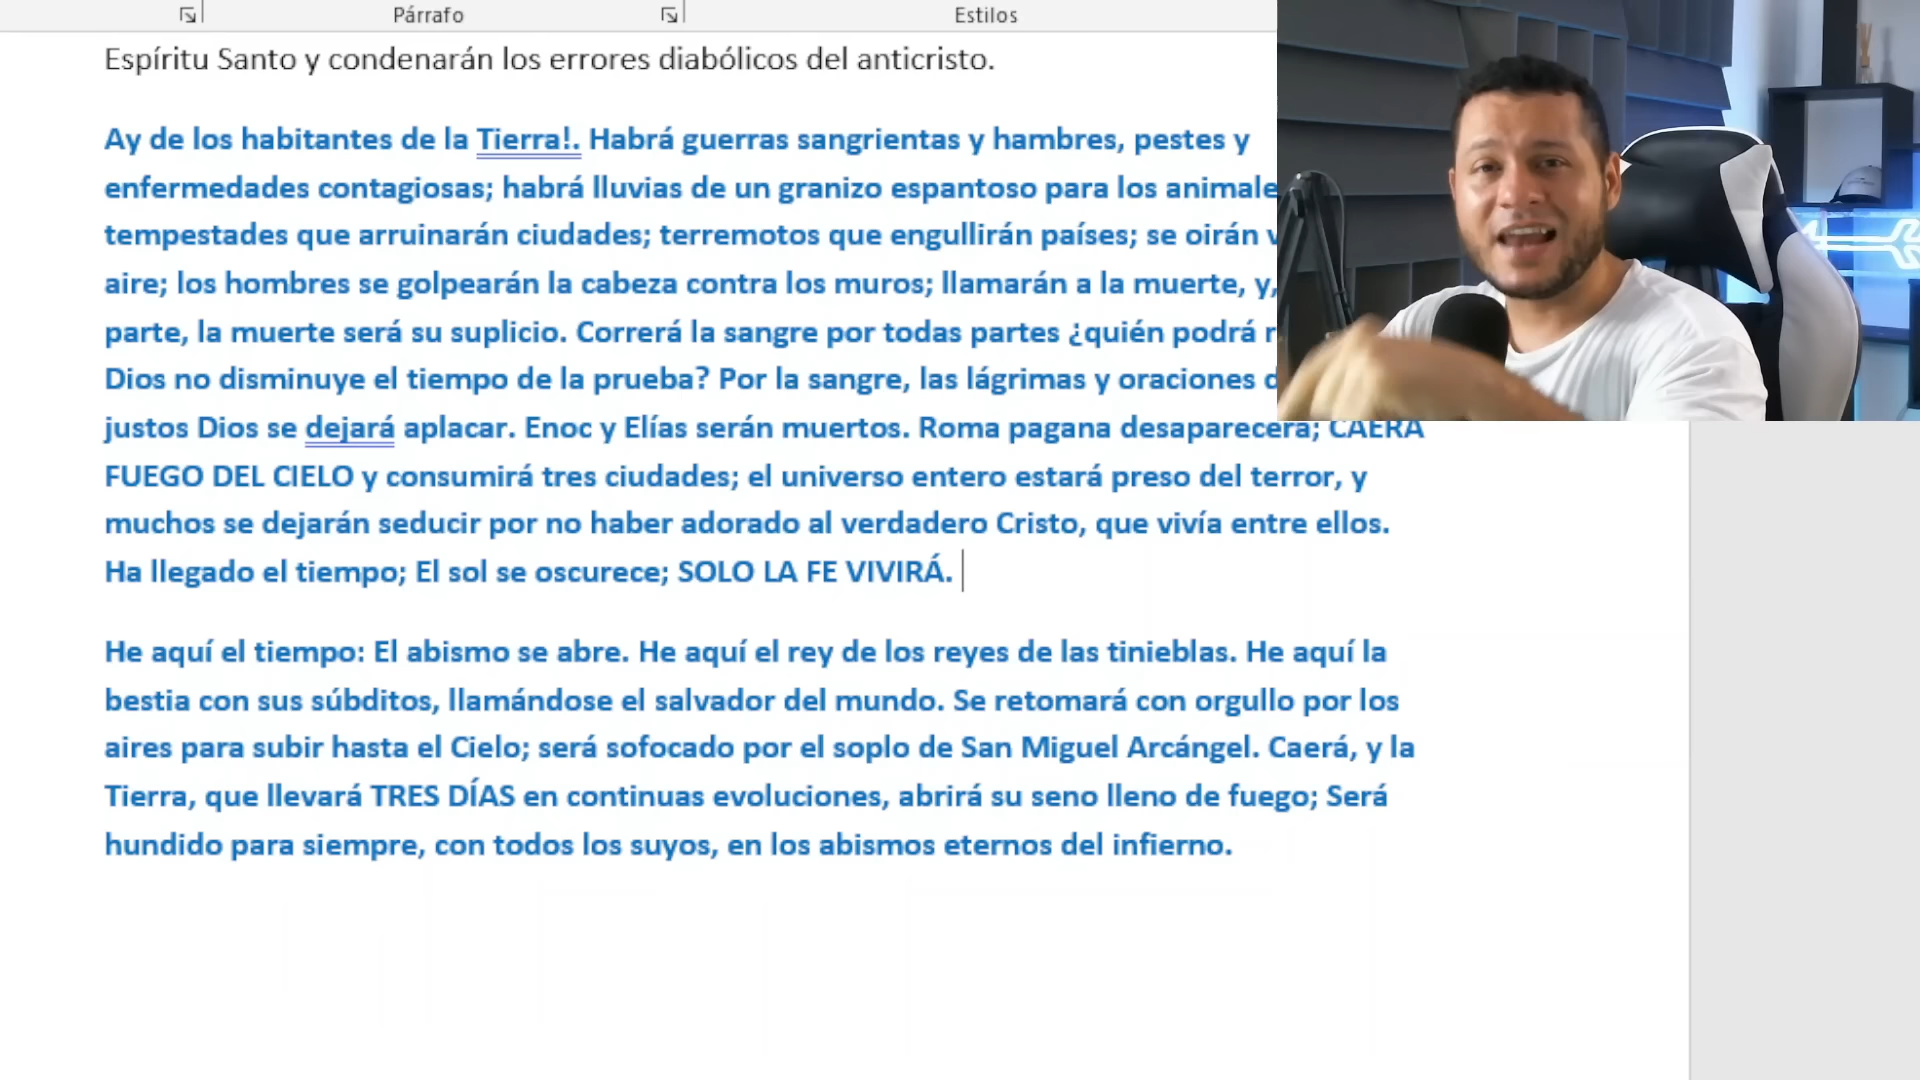 Párrafo
Estilos
Espíritu Santo y condenarán los errores diabólicos del anticristo.
Ay de los habitantes de la Tierra!. Habrá guerras sangrientas y hambres, pestes y
enfermedades contagiosas; habrá lluvias de un granizo espantoso para los
tempestades que arruinarán ciudades; terremotos que engullirán países; se oirán
aire; los hombres se golpearán la cabeza contra los muros; llamarán a la muerte, y,
parte, la muerte será su suplicio. Correrá la sangre por todas partes ¿quién podrá
Dios no disminuye el tiempo de la prueba? Por la sangre, las lágrimas y oraciones
justos Dios se dejará aplacar. Enoc y Elías serán muertos. Roma pagana desaparecerá; CAERÁ
FUEGO DEL CIELO y consumirá tres ciudades; el universo entero estará preso del terror, y
muchos se dejarán seducir por no haber adorado al verdadero Cristo, que vivía entre ellos.
Ha llegado el tiempo; El sol se oscurece; SOLO LA FE VIVIRÁ.
He aquí el tiempo: El abismo se abre. He aquí el rey de los reyes de las tinieblas. He aquí la
bestia con sus súbditos, llamándose el salvador del mundo. Se retomará con orgullo por los
aires para subir hasta el Cielo; será sofocado por el soplo de San Miguel Arcángel. Caerá, y la
Tierra, que llevará TRES DÍAS en continuas evoluciones, abrirá su seno lleno de fuego; Será
hundido para siempre, con todos los suyos, en los abismos eternos del infierno.